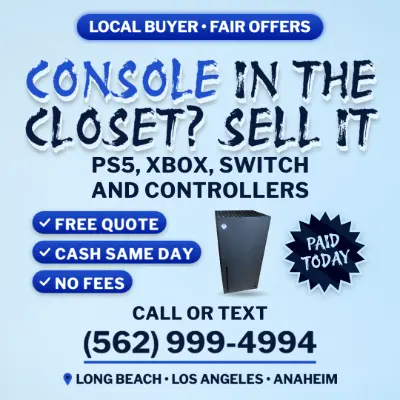 LOCAL BUYER • FAIR OFFERS
CONSOLE IN THE
CLOSET? SELL IT
PS5, XBOX, SWITCH
AND CONTROLLERS
FREE QUOTE
CASH SAME DAY
NO FEES
PAID
TODAY
CALL OR TEXT
(562) 999-4994
LONG BEACH • LOS ANGELES • ANAHEIM